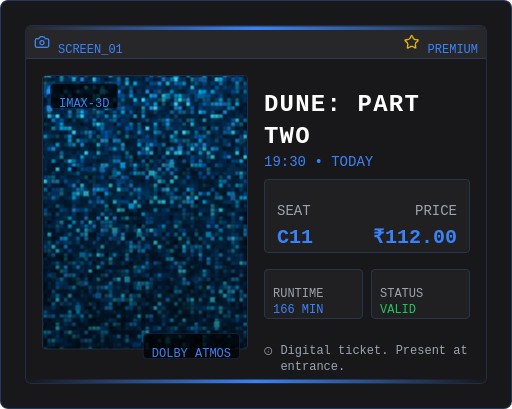 SCREEN_01
PREMIUM
IMAX-3D
DOLBY ATMOS
DUNE: PART
TWO
19:30 • TODAY
SEAT PRICE
C11 ₹112.00
RUNTIME STATUS
166 MIN VALID
Digital ticket. Present at
entrance.